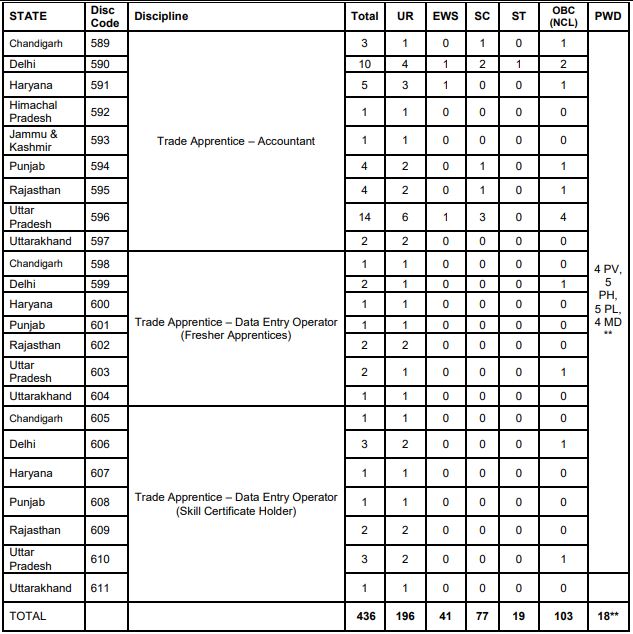 STATE Disc Code Discipline Total UR EWS SC ST OBC (NCL) PWD
Chandigarh 589 3 1 0 1 0 1
Delhi 590 10 4 1 2 1 2
Haryana 591 5 3 1 0 0 1
Himachal Pradesh 592 1 1 0 0 0 0
Jammu & Kashmir 593 Trade Apprentice – Accountant 1 1 0 0 0 0
Punjab 594 4 2 0 1 0 1
Rajasthan 595 4 2 0 1 0 1
Uttar Pradesh 596 14 6 1 3 0 4
Uttarakhand 597 2 2 0 0 0 0
Chandigarh 598 1 1 0 0 0 0
Delhi 599 2 1 0 0 0 1
Haryana 600 1 1 0 0 0 0
Punjab 601 Trade Apprentice – Data Entry Operator (Fresher Apprentices) 1 1 0 0 0 0
4 PV,
5
PH,
5 PL,
4 MD
**
Rajasthan 602 2 2 0 0 0 0
Uttar Pradesh 603 2 1 0 0 0 1
Uttarakhand 604 1 1 0 0 0 0
Chandigarh 605 1 1 0 0 0 0
Delhi 606 3 2 0 0 0 1
Haryana 607 1 1 0 0 0 0
Punjab 608 Trade Apprentice – Data Entry Operator (Skill Certificate Holder) 1 1 0 0 0 0
Rajasthan 609 2 2 0 0 0 0
Uttar Pradesh 610 3 2 0 0 0 1
Uttarakhand 611 1 1 0 0 0 0
TOTAL 436 196 41 77 19 103 18**